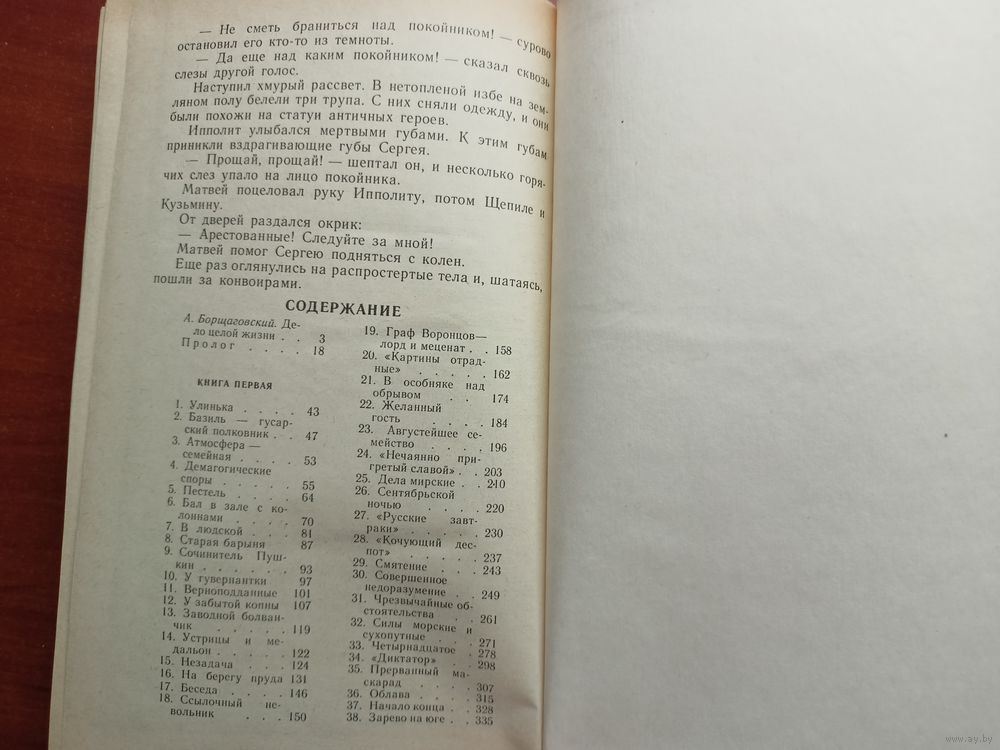 — Не сметь браниться над покойником! — сурово
остановил его кто-то из темноты.
— Да еще над каким покойником! — сказал сквозь
слезы другой голос.
Наступил хмурый рассвет. В нетопленой избе на зем-
ляном полу белели три трупа. С них сняли одежду, и они
были похожи на статуи античных героев.
Ипполит улыбался мертвыми губами. К этим губам
приникли вздрагивающие губы Сергея.
— Прощай, прощай! — шептал он, и несколько горя-
чих слез упало на лицо покойника.
Матвей поцеловал руку Ипполиту, потом Щепиле и
Кузьмину.
От дверей раздался окрик:
— Арестованные! Следуйте за мной!
Матвей помог Сергею подняться с колен.
Еще раз оглянулись на распростертые тела и, шатаясь,
пошли за конвоирами.
СОДЕРЖАНИЕ
А. Борщаговский. Де-
ло целой жизни . . 3
Пролог . . . . 18
КНИГА ПЕРВАЯ
1. Улинька . . . . 43
2. Базиль — гусар-
ский полковник . . 47
3. Атмосфера —
семейная . . . . 53
4. Демагогические
споры . . . . . 55
5. Пестель . . . . 64
6. Бал в зале с ко-
лоннами . . . . 70
7. В людской . . . 81
8. Старая барыня 87
9. Сочинитель Пуш-
кин . . . . . . 93
10. У гувернантки 97
11. Верноподданные 101
12. У забытой копны 107
13. Заводной болван-
чик . . . . . 119
14. Устрицы и ме-
дальон . . . . . 122
15. Незадача . . . 124
16. На берегу пруда 131
17. Беседа . . . . 146
18. Ссылочный не-
вольник . . . 150
19. Граф Воронцов—
лорд и меценат . . 158
20. «Картины отрад-
ные» . . . . . 162
21. В особняке над
обрывом . . 174
22. Желанный
гость . . . . 184
23. Августейшее се-
мейство . . . . 196
24. «Нечаянно при-
гретый славой» . . 203
25. Дела мирские . . 210
26. Сентябрьской
ночью . . . . 220
27. «Русские завт-
раки» . . . . . 230
28. «Кочующий дес-
пот» . . . . . 237
29. Смятение . . . 243
30. Совершенное
недоразумение . . 249
31. Чрезвычайные об-
стоятельства . . . 261
32. Силы морские и
сухопутные . . . 271
33. Четырнадцатое . 278
34. «Диктатор» . . 298
35. Прерванный ма-
скарад . . . . 307
36. Облава . . . . 315
37. Начало конца . . 328
38. Зарево на юге . . 335
www.ay.by